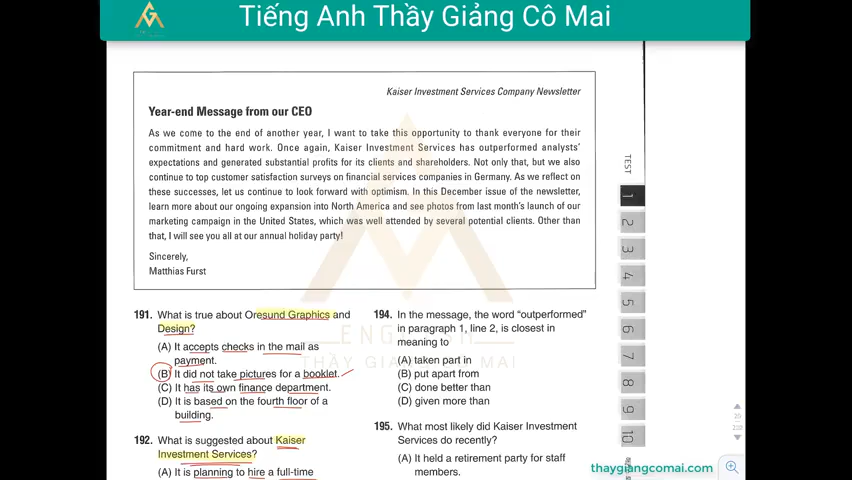 Tiếng Anh Thầy Giảng Cô Mai
Kaiser Investment Services Company Newsletter
Year-end Message from our CEO
As we come to the end of another year, I want to take this opportunity to thank everyone for their
commitment and hard work. Once again, Kaiser Investment Services has outperformed analysts'
expectations and generated substantial profits for its clients and shareholders. Not only that, but we also
continue to top customer satisfaction surveys on financial services companies in Germany. As we reflect on
these successes, let us continue to look forward with optimism. In this December issue of the newsletter,
learn more about our ongoing expansion into North America and see photos from last month's launch of our
marketing campaign in the United States, which was well attended by several potential clients. Other than
that, I will see you all at our annual holiday party!
Sincerely,
Matthias Furst
191. What is true about Oresund Graphics and
Design?
(A) It accepts checks in the mail as
payment.
(B) It did not take pictures for a booklet.
(C) It has its own finance department.
(D) It is based on the fourth floor of a
building.
192. What is suggested about Kaiser
Investment Services?
(A) It is planning to hire a full-time
194. In the message, the word "outperformed"
in paragraph 1, line 2, is closest in
meaning to
(A) taken part in
(B) put apart from
(C) done better than
(D) given more than
195. What most likely did Kaiser Investment
Services do recently?
(A) It held a retirement party for staff
members.
TEST
1
2
3
4
5
6
7
8
9
10
ENGLISH
THẦY GIẢNG CÔ MAI
25
thaygiangcomai.com